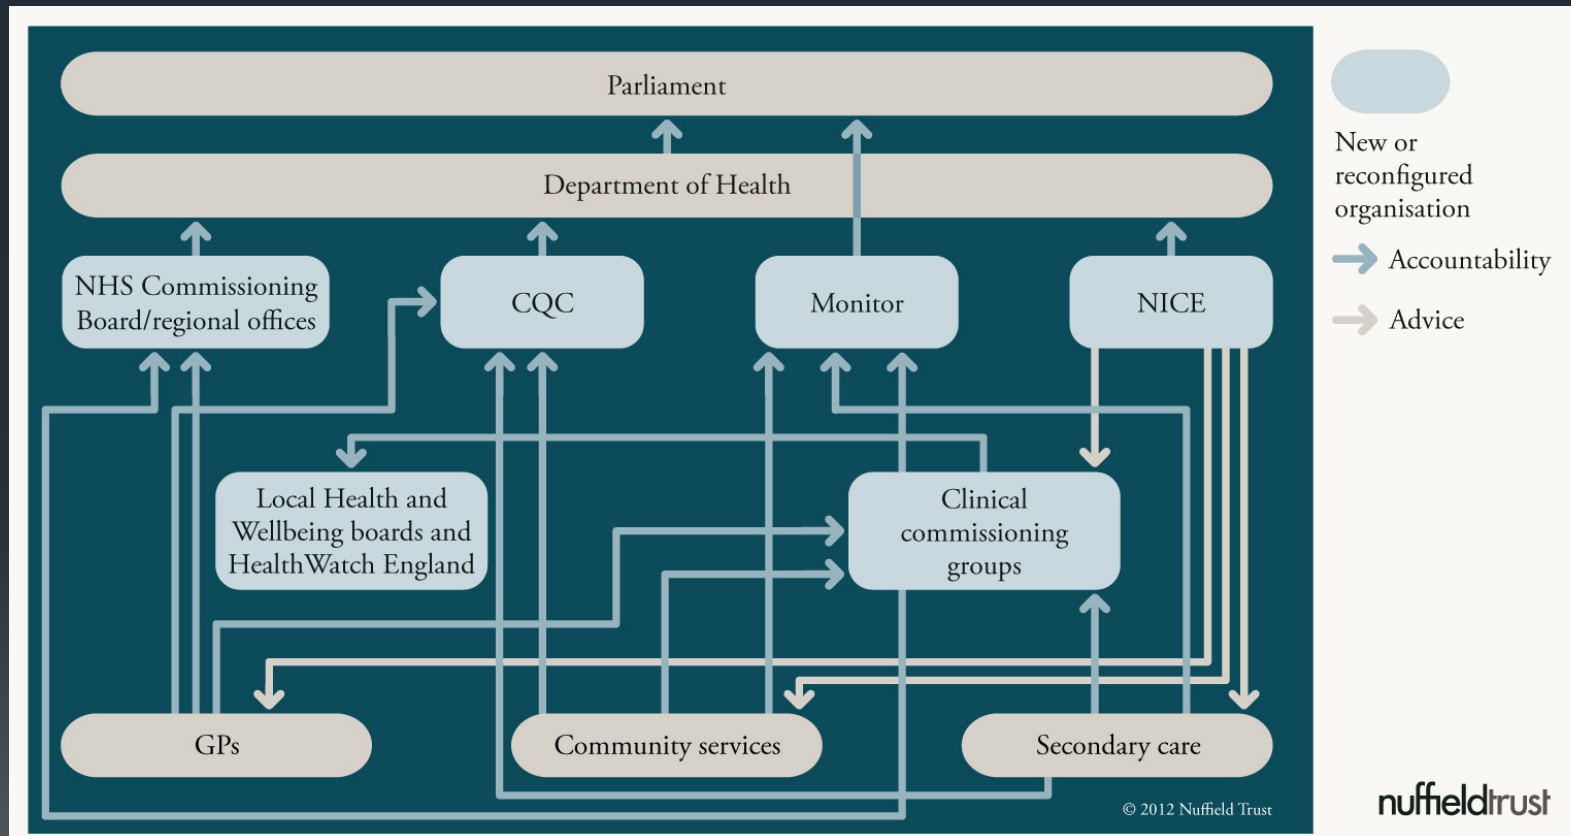 Parliament
Department of Health
NHS Commissioning
Board/regional offices
CQC
Monitor
NICE
Local Health and
Wellbeing boards and
HealthWatch England
Clinical
commissioning
groups
GPs
Community services
Secondary care
© 2012 Nuffield Trust
New or
reconfigured
organisation
Accountability
Advice
nuffieldtrust